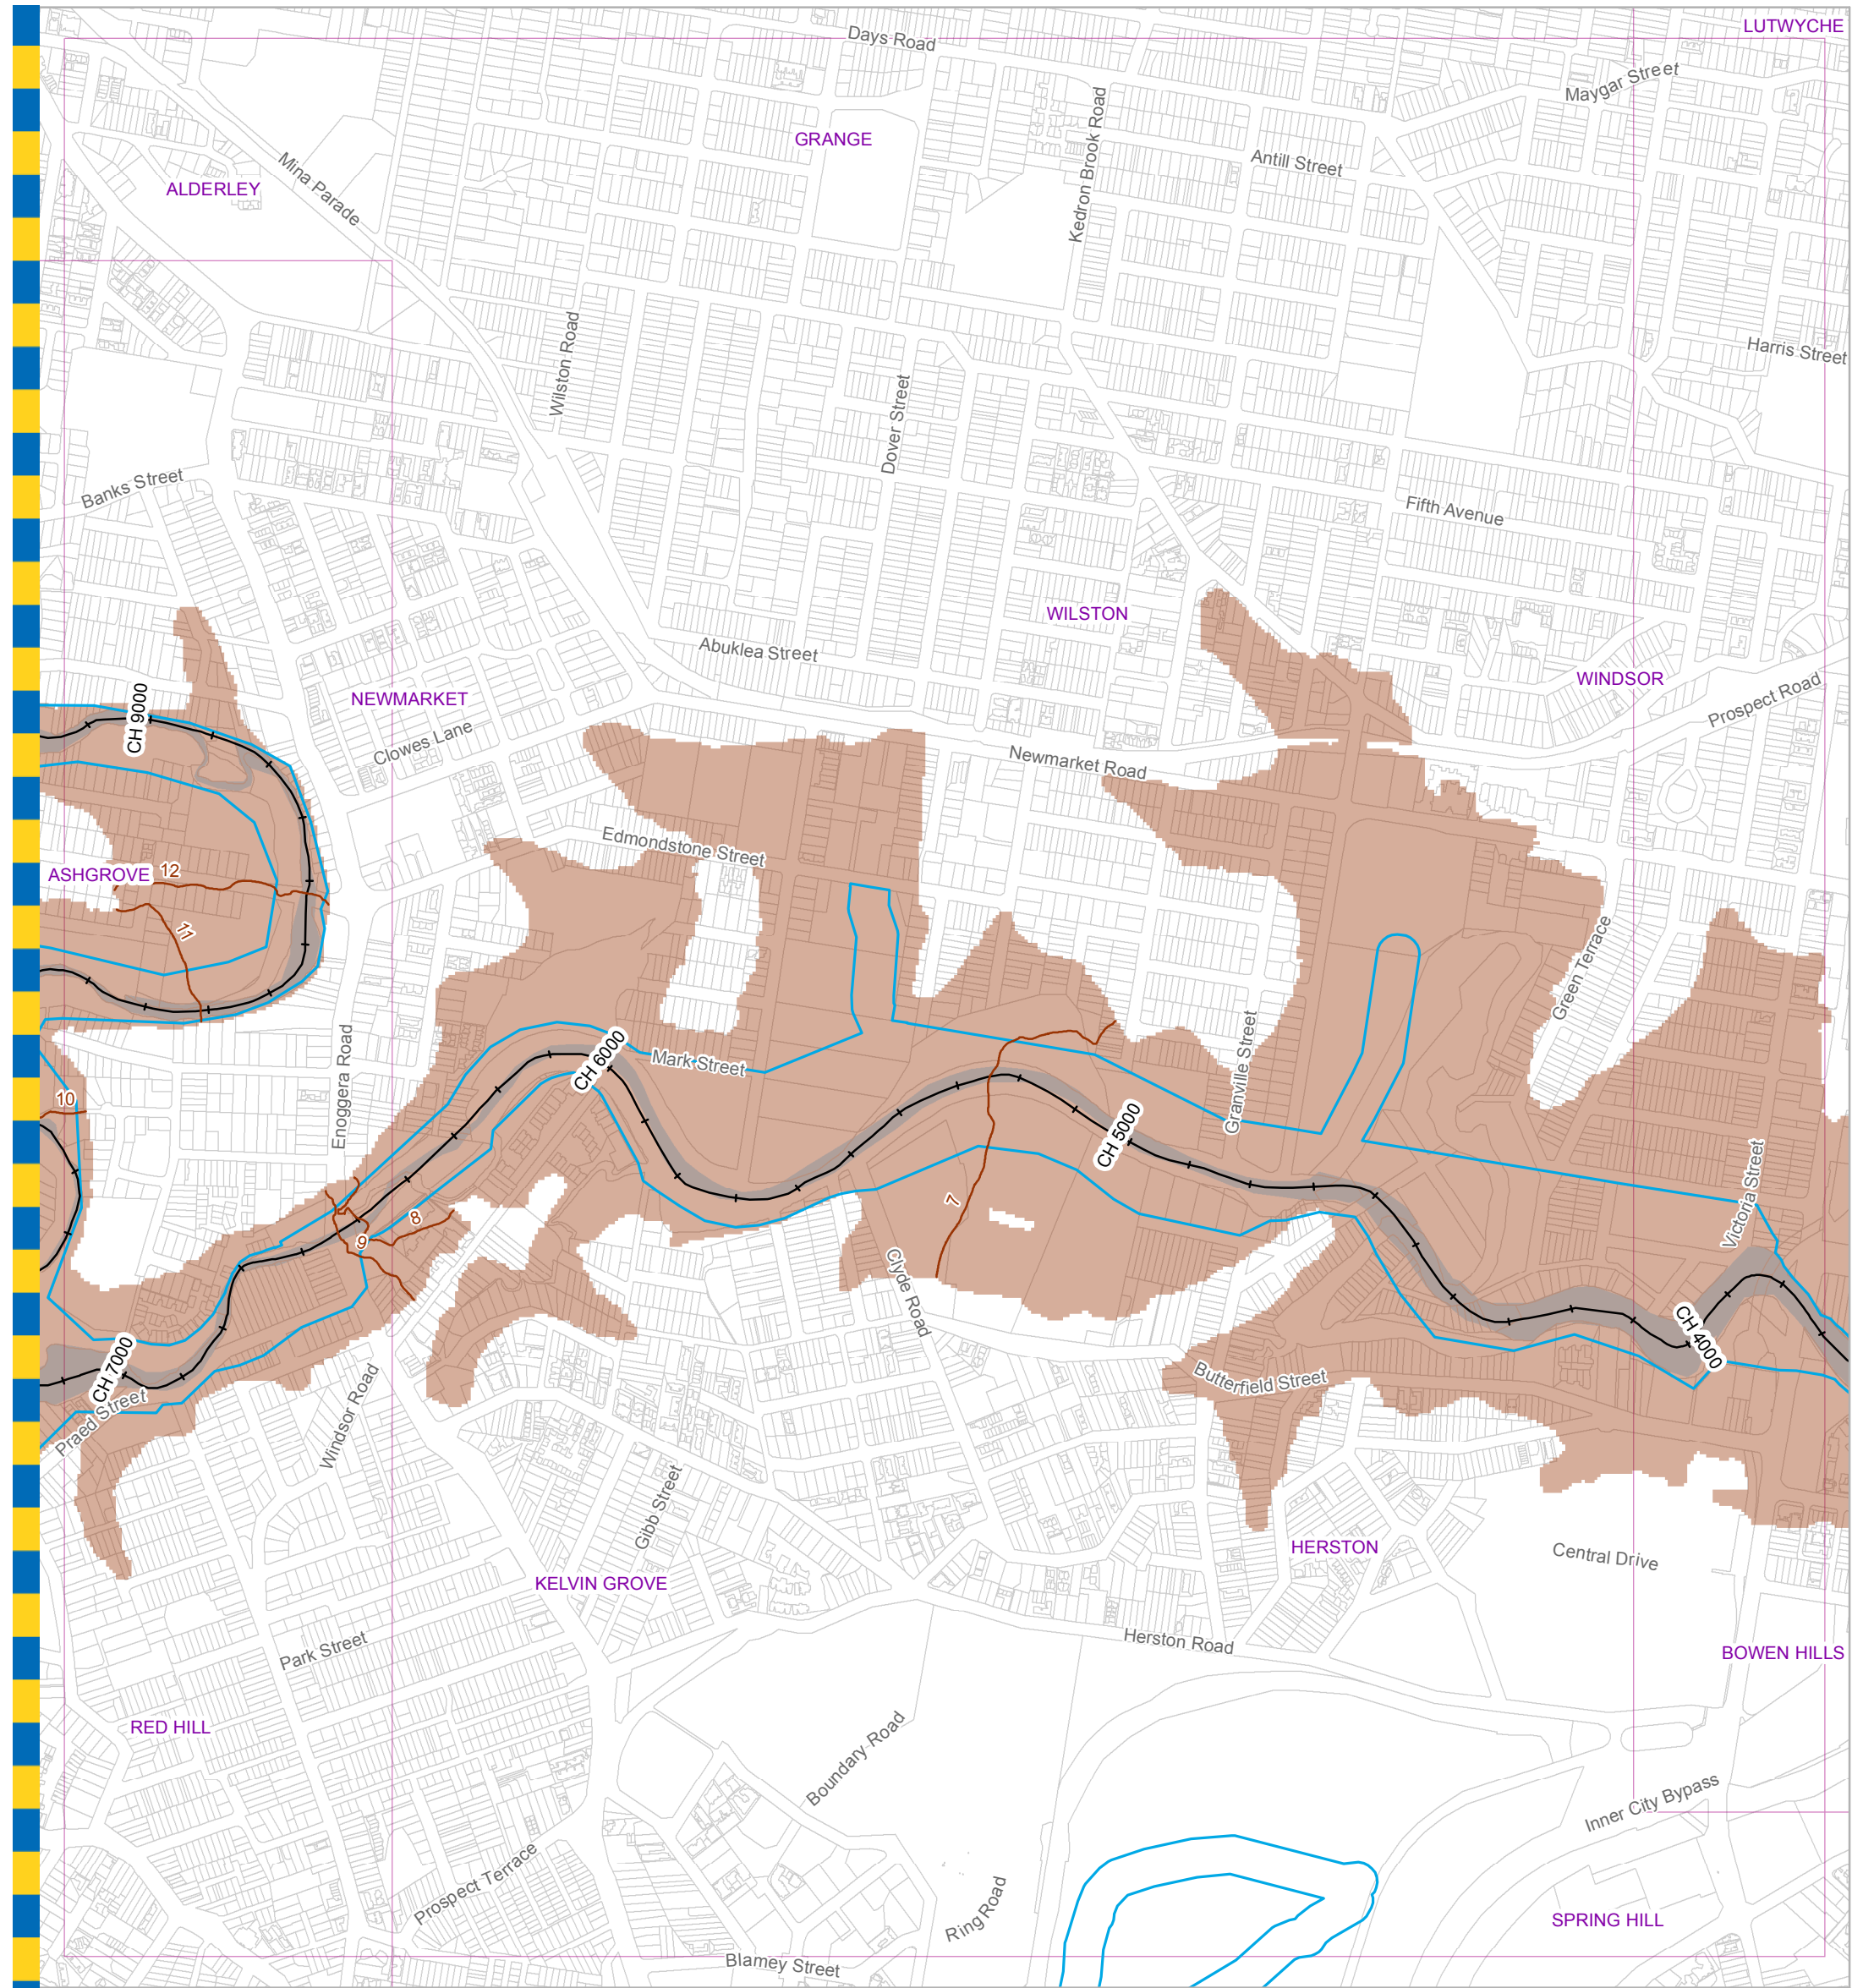 LUTWYCHE
Days Road
Maygar Street
GRANGE
Kedron Brook Road
Antill Street
Mina Parade
ALDERLEY
Harris Street
Wilston Road
Dover Street
Banks Street
Fifth Avenue
WILSTON
Abuklea Street
WINDSOR
NEWMARKET
CH 9000
Prospect Road
Clowes Lane
Newmarket Road
Edmondstone Street
ASHGROVE
12
11
Green Terrace
CH 6000
Mark Street
Granville Street
Enoggera Road
10
CH 5000
Victoria Street
7
8
9
Clyde Road
CH 4000
CH 7000
Butterfield Street
Praed Street
Windsor Road
Gibb Street
HERSTON
Central Drive
KELVIN GROVE
Park Street
Herston Road
BOWEN HILLS
RED HILL
Boundary Road
Inner City Bypass
Prospect Terrace
Ring Road
SPRING HILL
Blamey Street